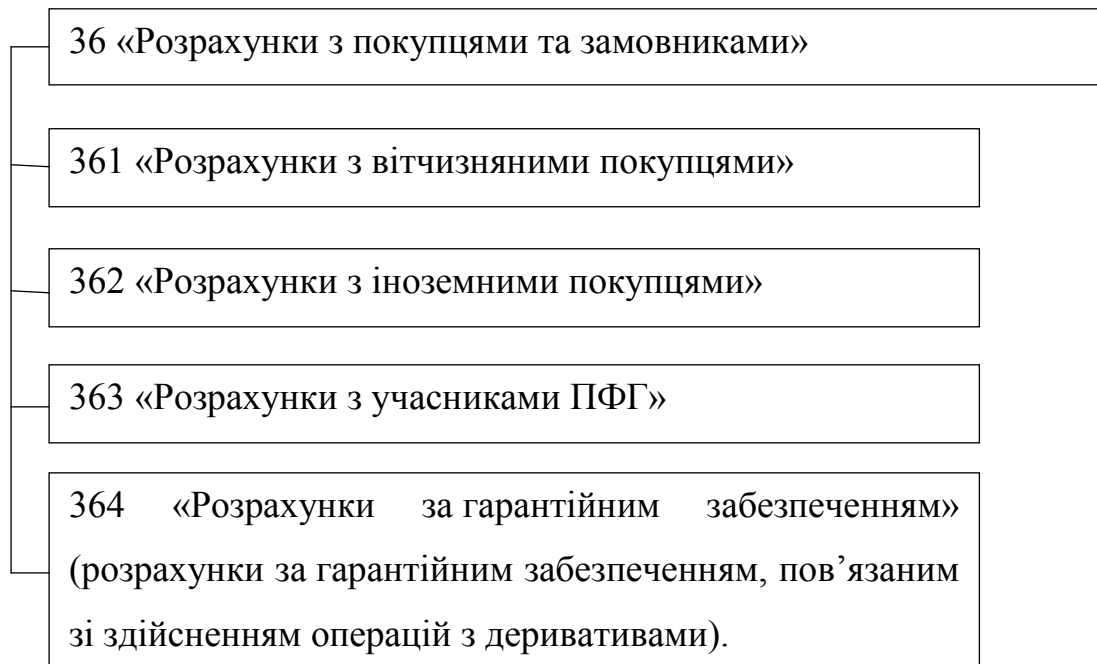 36 «Розрахунки з покупцями та замовниками»
361 «Розрахунки з вітчизняними покупцями»
362 «Розрахунки з іноземними покупцями»
363 «Розрахунки з учасниками ПФГ»
364 «Розрахунки за гарантійним забезпеченням»
(розрахунки за гарантійним забезпеченням, пов’язаним
зі здійсненням операцій з деривативами).